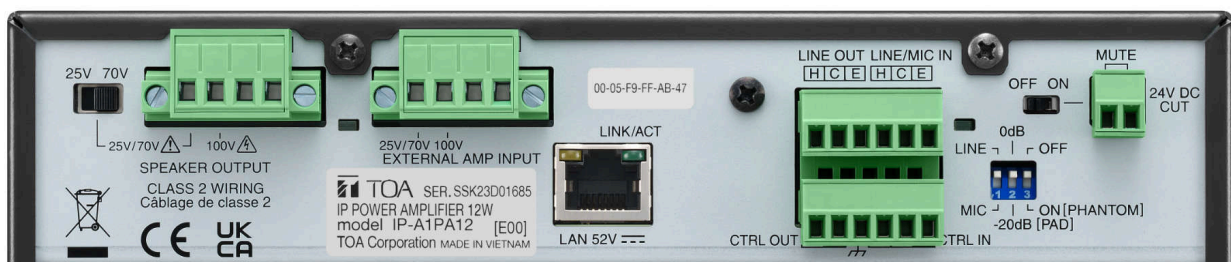 25V 70V
25V/70V
100V
SPEAKER OUTPUT
CLASS 2 WIRING
Câblage de classe 2
CE
UK
CA
25V/70V 100V
EXTERNAL AMP INPUT
TOA SER. SSK23D01685
IP POWER AMPLIFIER 12W
model IP-A1PA12 [E00]
TOA Corporation MADE IN VIETNAM
00-05-F9-FF-AB-47
LINK/ACT
LAN 52V
LINE OUT LINE/MIC IN
H C E H C E
CTRL OUT
CTRL IN
MUTE
OFF ON
24V DC
CUT
0dB
LINE
OFF
1 2 3
MIC
ON [PHANTOM]
-20dB [PAD]